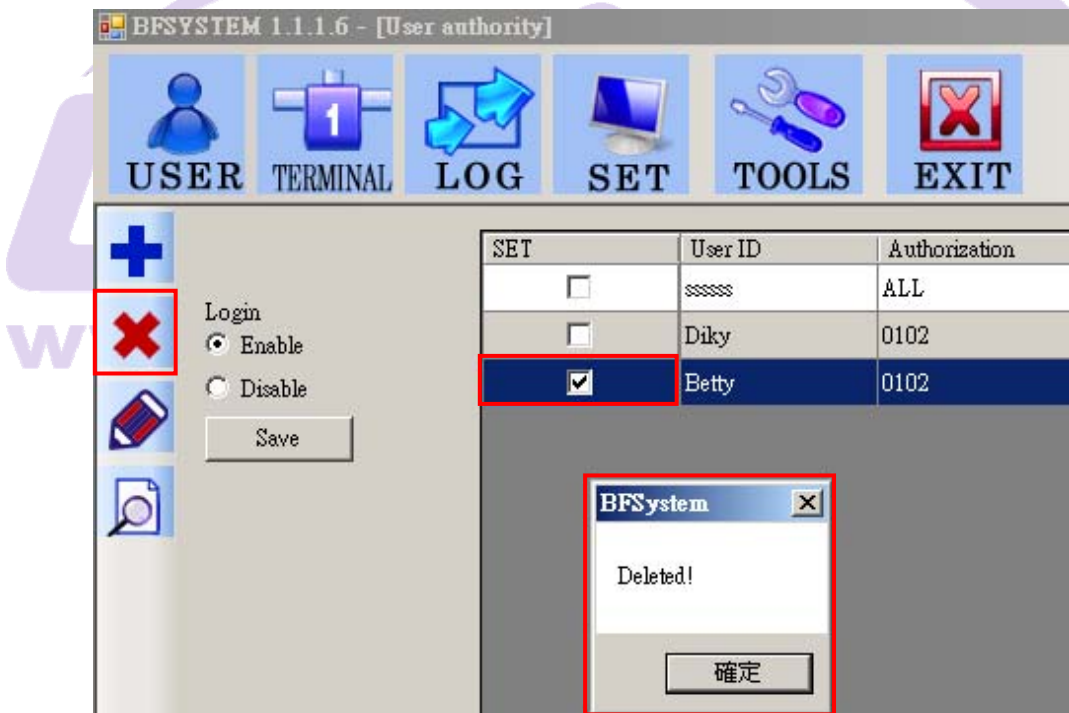 BFSYSTEM 1.1.1.6 - [User authority]
1
USER TERMINAL LOG SET TOOLS EXIT
SET User ID Authorization
ssssss ALL
Login
Enable
Diky 0102
Disable
Betty 0102
Save
BFSystem
Deleted!
確定